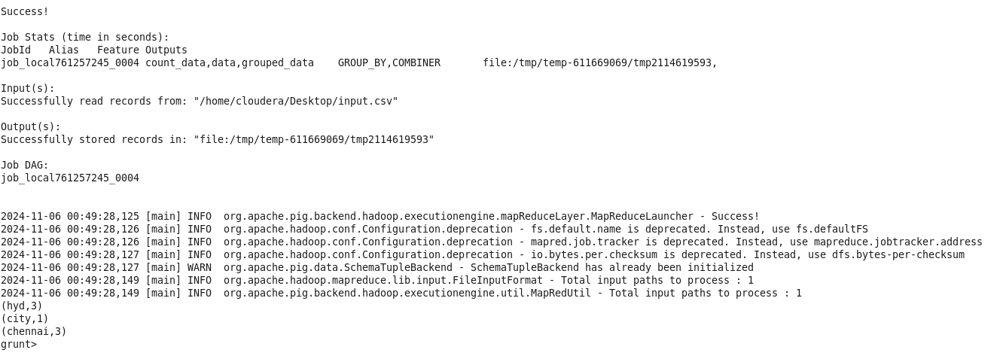 Success!
Job Stats (time in seconds):
JobId   Alias   Feature Outputs
job_local761257245_0004 count_data,data,grouped_data    GROUP_BY,COMBINER       file:/tmp/temp-611669069/tmp2114619593,
Input(s):
Successfully read records from: "/home/cloudera/Desktop/input.csv"
Output(s):
Successfully stored records in: "file:/tmp/temp-611669069/tmp2114619593"
Job DAG:
job_local761257245_0004
2024-11-06 00:49:28,125 [main] INFO  org.apache.pig.backend.hadoop.executionengine.mapReduceLayer.MapReduceLauncher - Success!
2024-11-06 00:49:28,126 [main] INFO  org.apache.hadoop.conf.Configuration.deprecation - fs.default.name is deprecated. Instead, use fs.defaultFS
2024-11-06 00:49:28,126 [main] INFO  org.apache.hadoop.conf.Configuration.deprecation - mapred.job.tracker is deprecated. Instead, use mapreduce.jobtracker.address
2024-11-06 00:49:28,127 [main] INFO  org.apache.hadoop.conf.Configuration.deprecation - io.bytes.per.checksum is deprecated. Instead, use dfs.bytes-per-checksum
2024-11-06 00:49:28,127 [main] WARN  org.apache.pig.data.SchemaTupleBackend - SchemaTupleBackend has already been initialized
2024-11-06 00:49:28,149 [main] INFO  org.apache.hadoop.mapreduce.lib.input.FileInputFormat - Total input paths to process : 1
2024-11-06 00:49:28,149 [main] INFO  org.apache.pig.backend.hadoop.executionengine.util.MapRedUtil - Total input paths to process : 1
(hyd,3)
(city,1)
(chennai,3)
grunt>